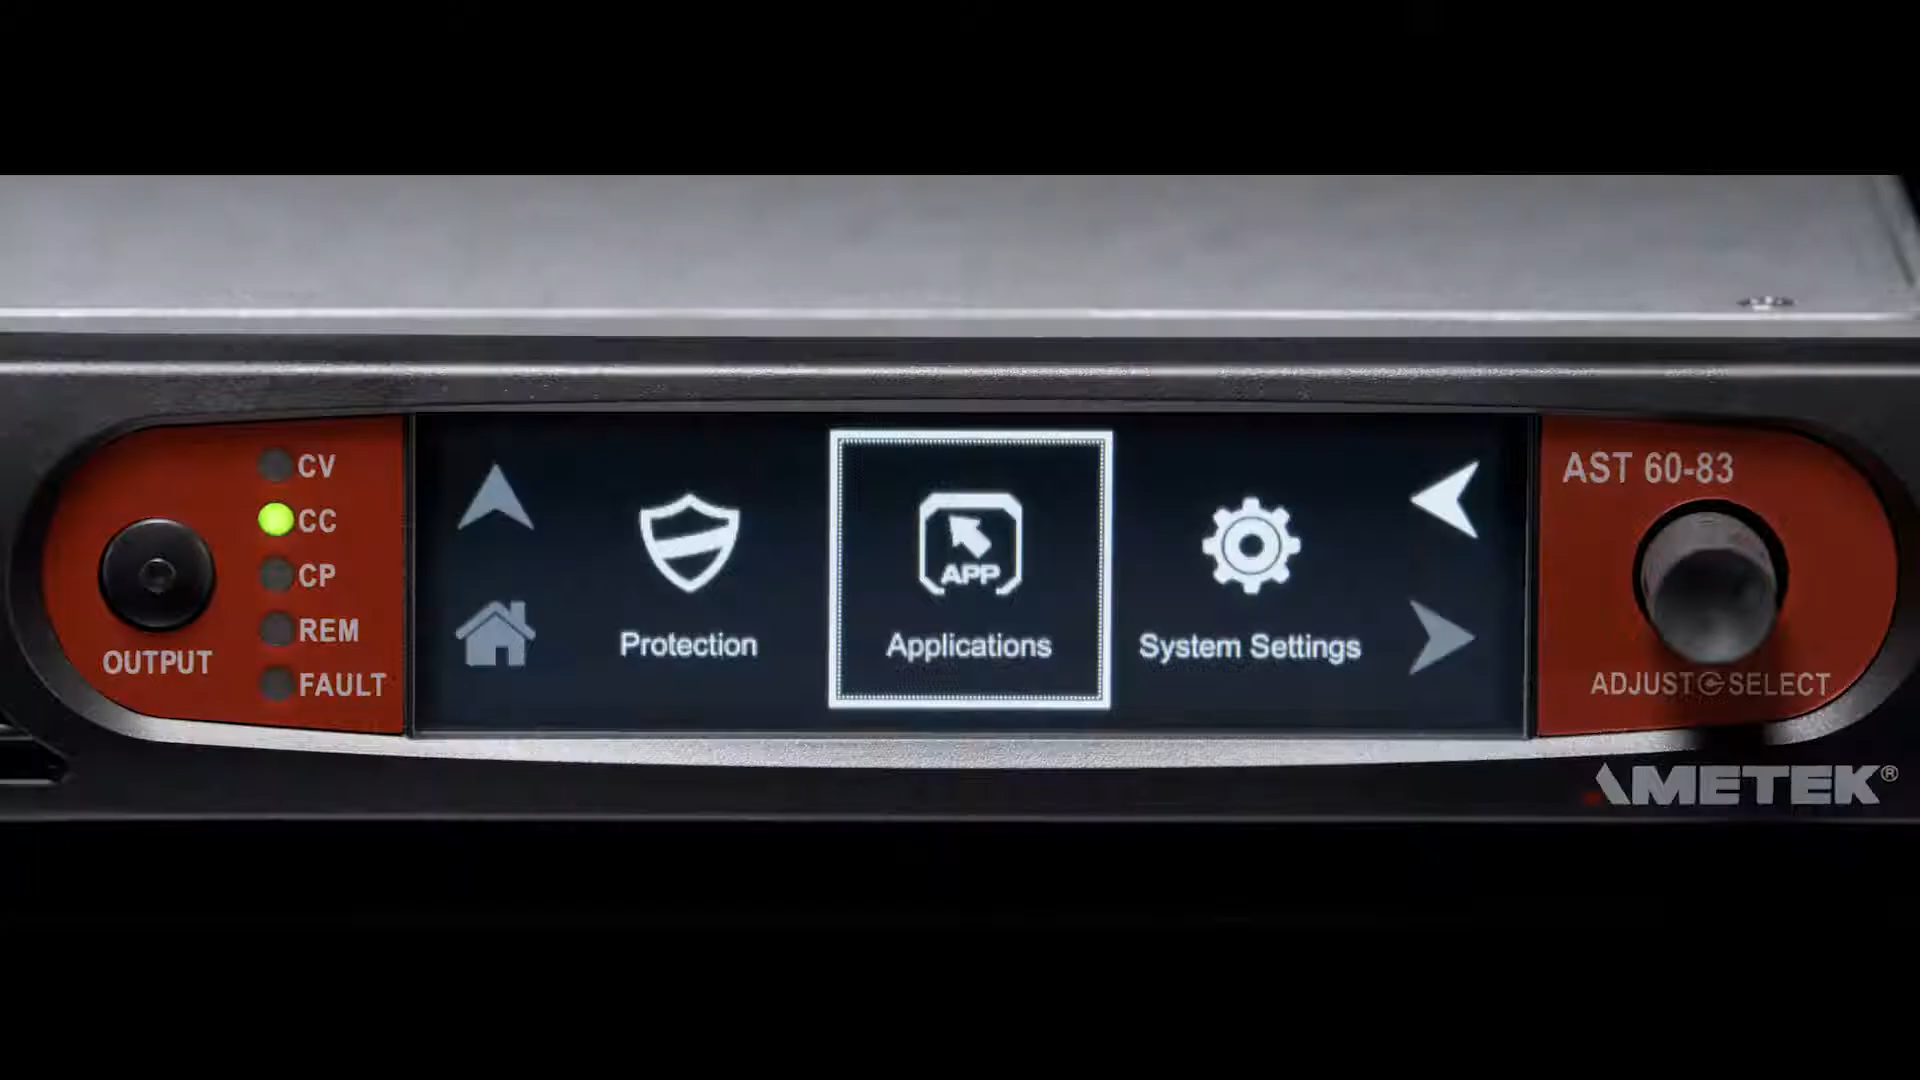 CV
CC
CP
REM
FAULT
OUTPUT
Protection
APP
Applications
System Settings
AST 60-83
ADJUST SELECT
AMETEK®